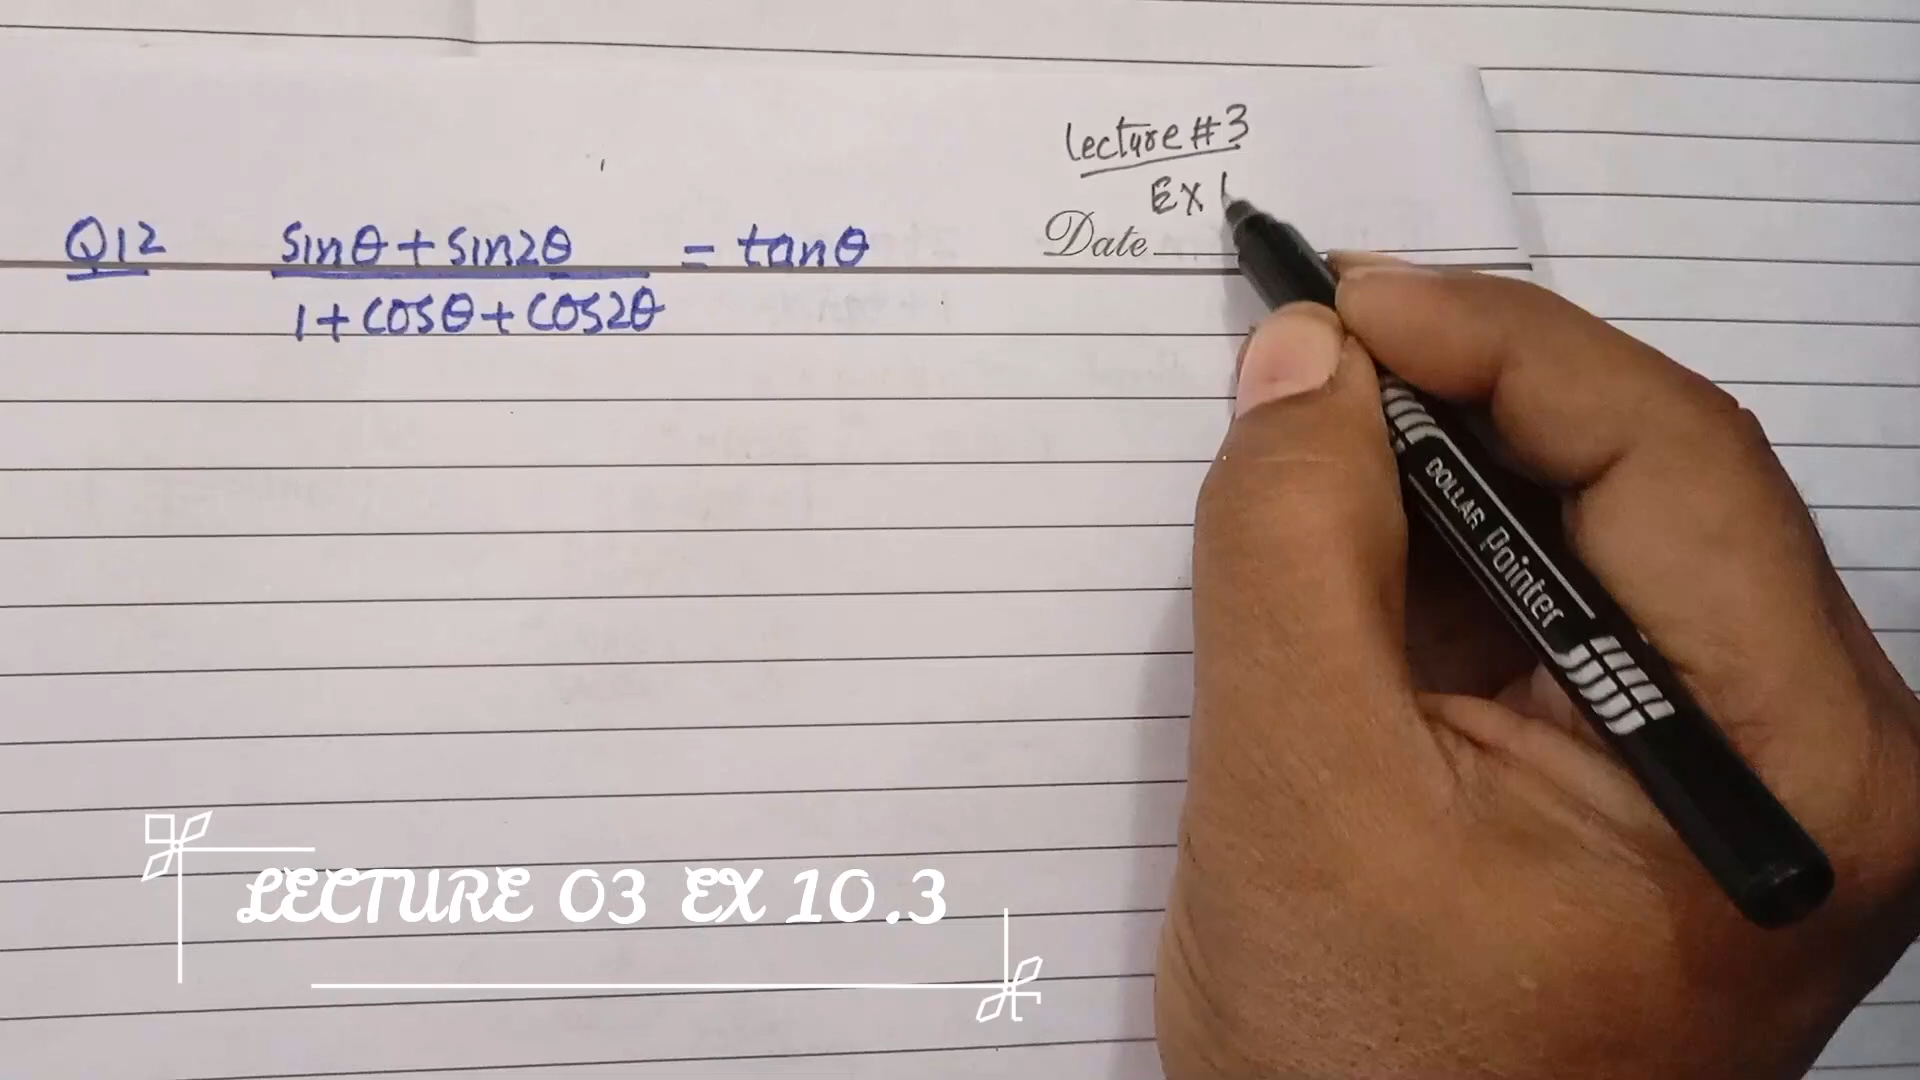 Lecture #3
Ex 1
Date
Q12 sinθ + sin2θ = tanθ
1 + cosθ + cos2θ
DOLLAR Pointer
LECTURE 03 EX 10.3